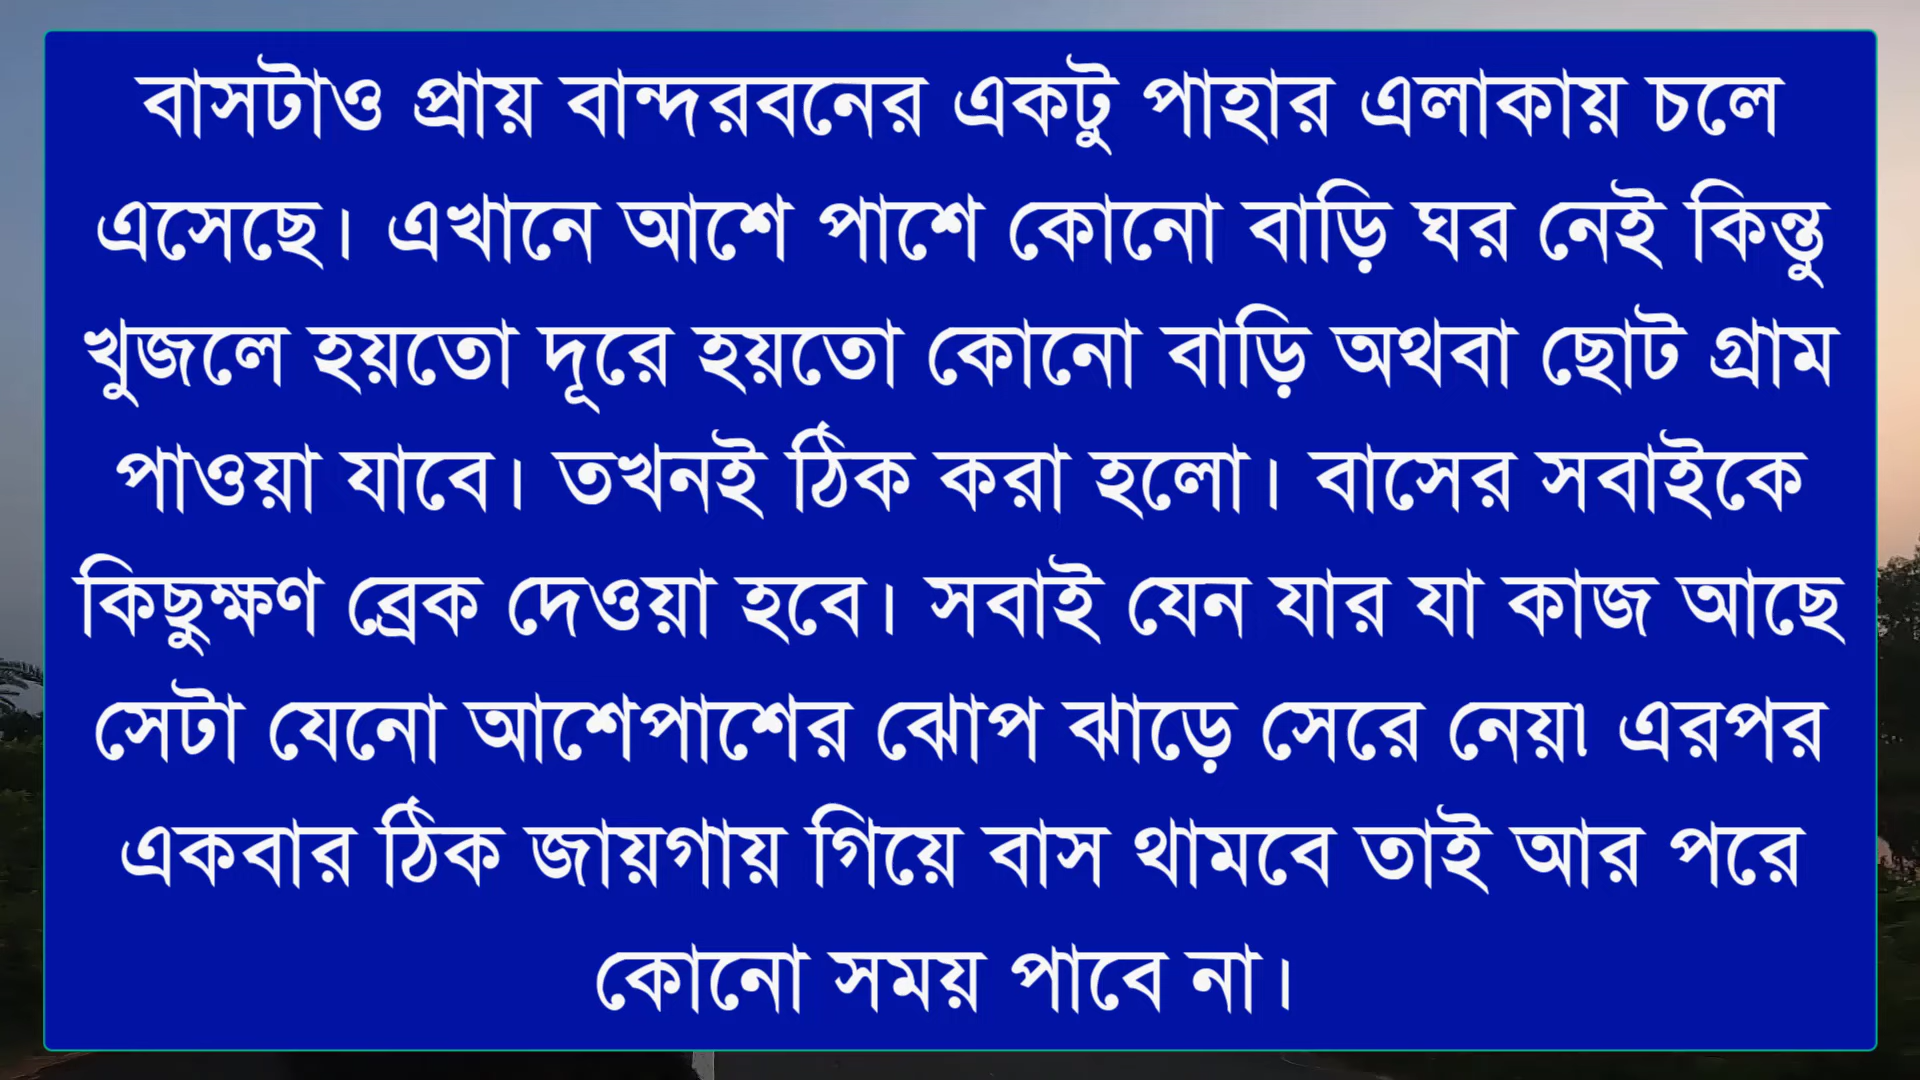 বাসটাও প্রায় বান্দরবনের একটু পাহার এলাকায় চলে
এসেছে। এখানে আশে পাশে কোনো বাড়ি ঘর নেই কিন্তু
খুজলে হয়তো দূরে হয়তো কোনো বাড়ি অথবা ছোট গ্রাম
পাওয়া যাবে। তখনই ঠিক করা হলো। বাসের সবাইকে
কিছুক্ষণ ব্রেক দেওয়া হবে। সবাই যেন যার যা কাজ আছে
সেটা যেনো আশেপাশের ঝোপ ঝাড়ে সেরে নেয়৷ এরপর
একবার ঠিক জায়গায় গিয়ে বাস থামবে তাই আর পরে
কোনো সময় পাবে না।